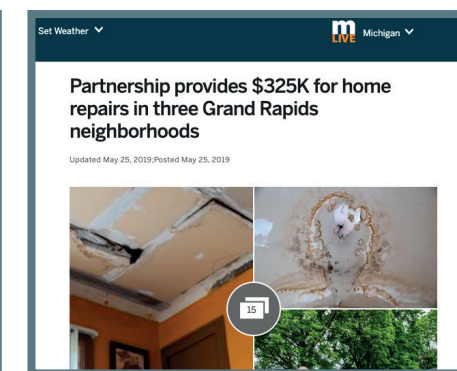 Set Weather
m
LIVE
Michigan
Partnership provides $325K for home
repairs in three Grand Rapids
neighborhoods
Updated May 25, 2019;Posted May 25, 2019
15